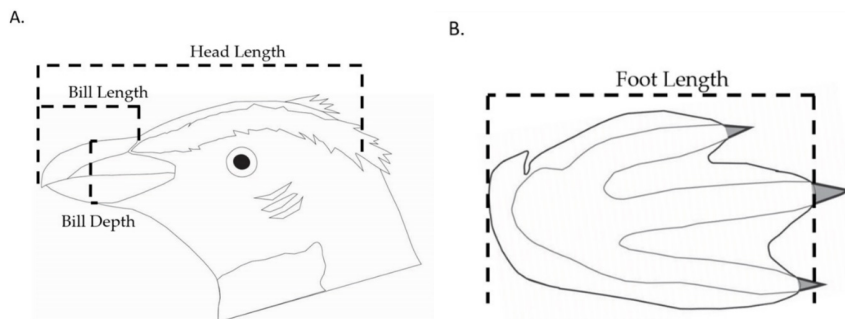 A.
Head Length
Bill Length
Bill Depth
B.
Foot Length